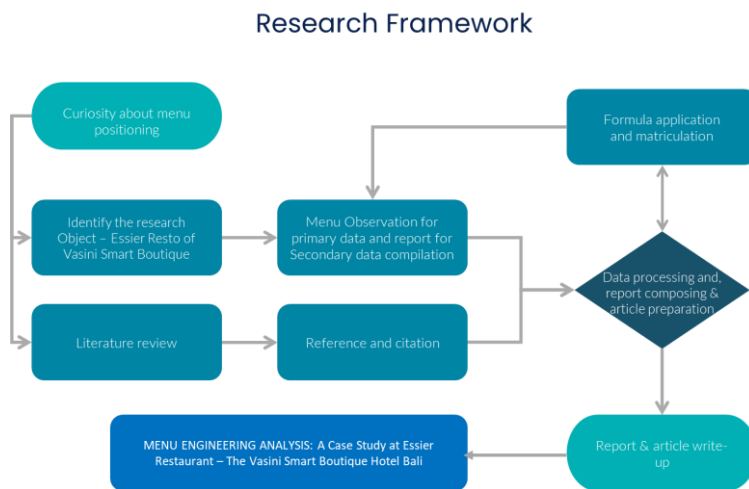 Research Framework
Curiosity about menu
positioning
Formula application
and matriculation
Identify the research
Object – Essier Resto of
Vasini Smart Boutique
Menu Observation for
primary data and report for
Secondary data compilation
Data processing and,
report composing &
article preparation
Literature review
Reference and citation
MENU ENGINEERING ANALYSIS: A Case Study at Essier
Restaurant – The Vasini Smart Boutique Hotel Bali
Report & article write-
up